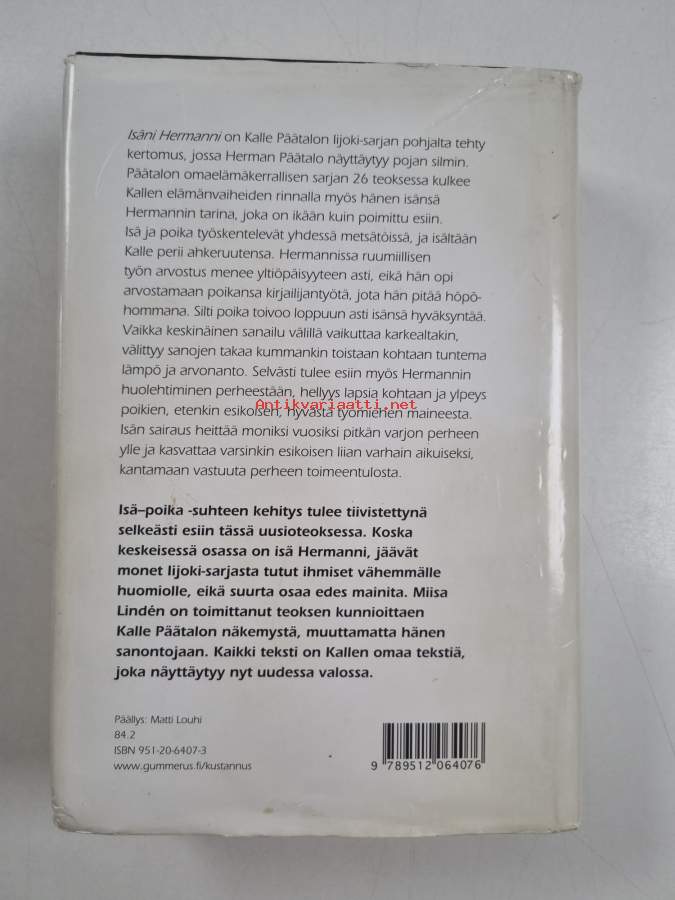 Isäni Hermanni on Kalle Päätalon Iijoki-sarjan pohjalta tehty
kertomus, jossa Herman Päätalo näyttäytyy pojan silmin.
Päätalon omaelämäkerrallisen sarjan 26 teoksessa kulkee
Kallen elämänvaiheiden rinnalla myös hänen isänsä
Hermannin tarina, joka on ikään kuin poimittu esiin.
Isä ja poika työskentelevät yhdessä metsätöissä, ja isältään
Kalle perii ahkeruutensa. Hermannissa ruumiillisen
työn arvostus menee yltiöpäisyyteen asti, eikä hän opi
arvostamaan poikansa kirjailijantyötä, jota hän pitää höpö-
hommana. Silti poika toivoo loppuun asti isänsä hyväksyntää.
Vaikka keskinäinen sanailu välillä vaikuttaa karkealtakin,
välittyy sanojen takaa kummankin toistaan kohtaan tuntema
lämpö ja arvonanto. Selvästi tulee esiin myös Hermannin
huolehtiminen perheestään, hellyys lapsia kohtaan ja ylpeys
Antikvariaatti.net
poikien, etenkin esikoisen, hyvästä työmiehen maineesta.
Isän sairaus heittää moniksi vuosiksi pitkän varjon perheen
ylle ja kasvattaa varsinkin esikoisen liian varhain aikuiseksi,
kantamaan vastuuta perheen toimeentulosta.
Isä–poika -suhteen kehitys tulee tiivistettynä
selkeästi esiin tässä uusioteoksessa. Koska
keskeisessä osassa on isä Hermanni, jäävät
monet Iijoki-sarjasta tutut ihmiset vähemmälle
huomiolle, eikä suurta osaa edes mainita. Miisa
Lindén on toimittanut teoksen kunnioittaen
Kalle Päätalon näkemystä, muuttamatta hänen
sanontojaan. Kaikki teksti on Kallen omaa tekstiä,
joka näyttäytyy nyt uudessa valossa.
Päällys: Matti Louhi
84.2
ISBN 951-20-6407-3
www.gummerus.fi/kustannus
9 789512 064076